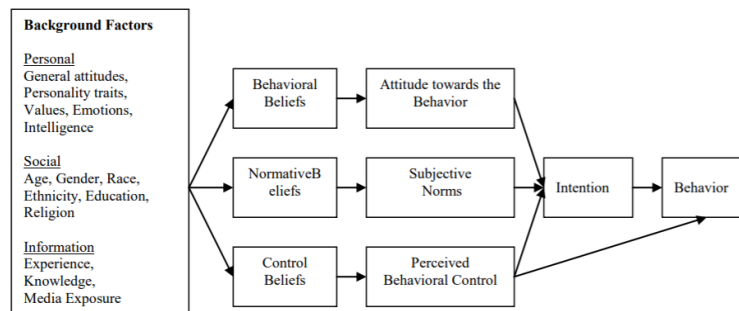 Background Factors
Personal
General attitudes,
Personality traits,
Values, Emotions,
Intelligence
Social
Age, Gender, Race,
Ethnicity, Education,
Religion
Information
Experience,
Knowledge,
Media Exposure
Behavioral
Beliefs
Attitude towards the
Behavior
NormativeB
eliefs
Subjective
Norms
Intention
Behavior
Control
Beliefs
Perceived
Behavioral Control